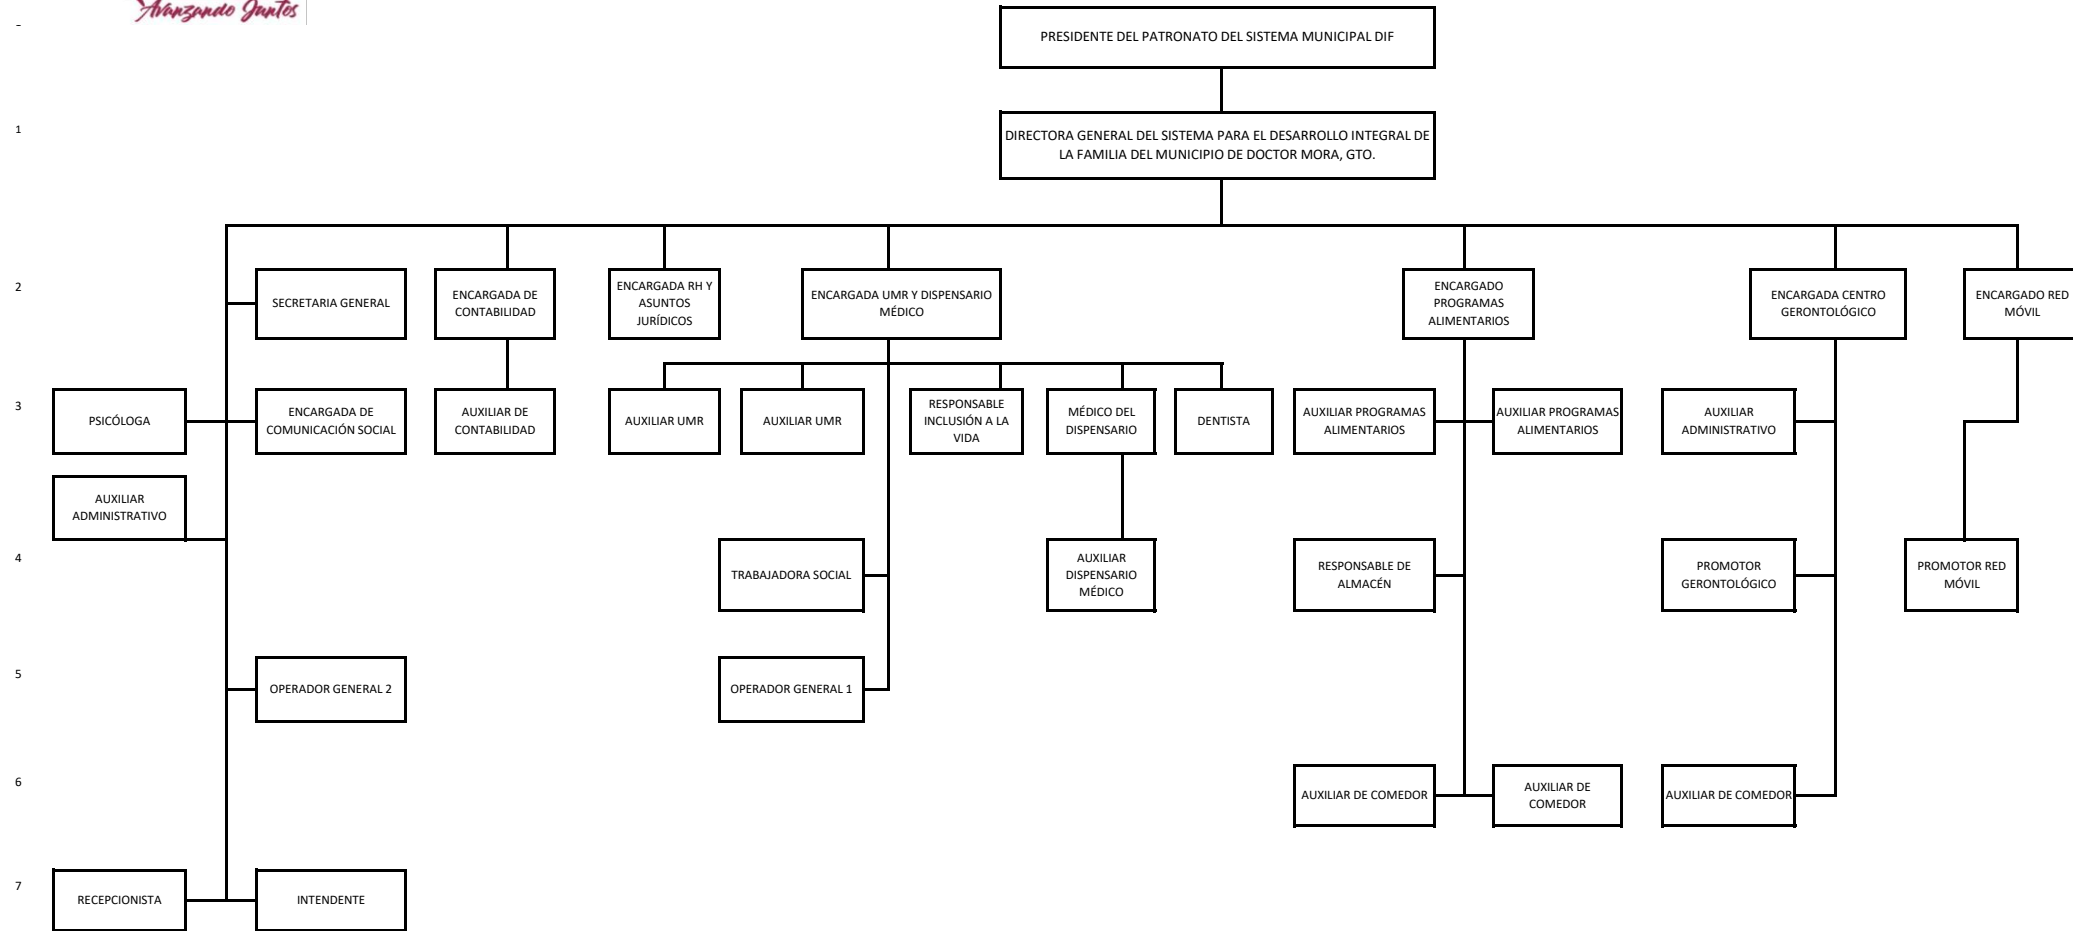 Avanzando Juntos
PRESIDENTE DEL PATRONATO DEL SISTEMA MUNICIPAL DIF
1
DIRECTORA GENERAL DEL SISTEMA PARA EL DESARROLLO INTEGRAL DE
LA FAMILIA DEL MUNICIPIO DE DOCTOR MORA, GTO.
2
SECRETARIA GENERAL
ENCARGADA DE
CONTABILIDAD
ENCARGADA RH Y
ASUNTOS
JURÍDICOS
ENCARGADA UMR Y DISPENSARIO
MÉDICO
ENCARGADO
PROGRAMAS
ALIMENTARIOS
ENCARGADA CENTRO
GERONTOLÓGICO
ENCARGADO RED
MÓVIL
3
PSICÓLOGA
ENCARGADA DE
COMUNICACIÓN SOCIAL
AUXILIAR DE
CONTABILIDAD
AUXILIAR UMR
AUXILIAR UMR
RESPONSABLE
INCLUSIÓN A LA
VIDA
MÉDICO DEL
DISPENSARIO
DENTISTA
AUXILIAR PROGRAMAS
ALIMENTARIOS
AUXILIAR PROGRAMAS
ALIMENTARIOS
AUXILIAR
ADMINISTRATIVO
AUXILIAR
ADMINISTRATIVO
4
TRABAJADORA SOCIAL
AUXILIAR
DISPENSARIO
MÉDICO
RESPONSABLE DE
ALMACÉN
PROMOTOR
GERONTOLÓGICO
PROMOTOR RED
MÓVIL
5
OPERADOR GENERAL 2
OPERADOR GENERAL 1
6
AUXILIAR DE COMEDOR
AUXILIAR DE
COMEDOR
AUXILIAR DE COMEDOR
7
RECEPCIONISTA
INTENDENTE